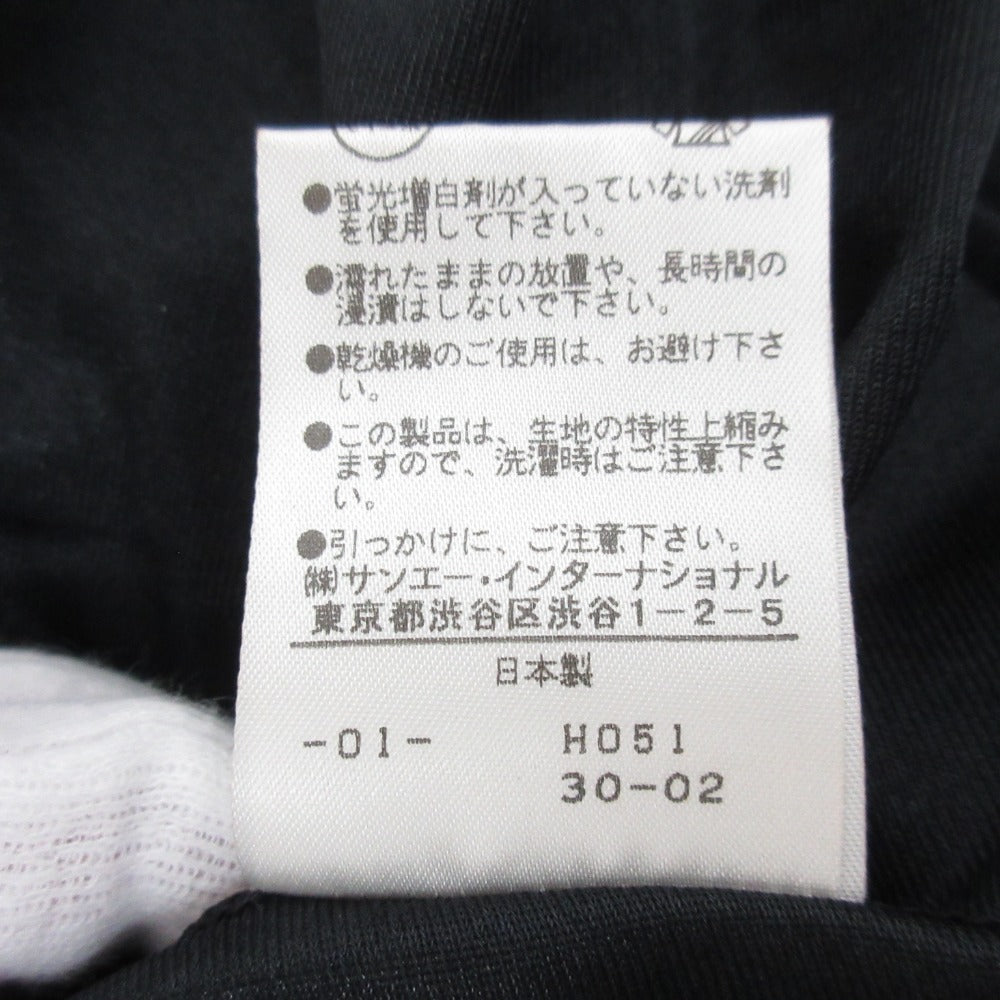 ●蛍光増白剤が入っていない洗剤
を使用して下さい。
●濡れたままの放置や、長時間の
浸漬はしないで下さい。
●乾燥機のご使用は、お避け下さ
い。
●この製品は、生地の特性上縮み
ますので、洗濯時はご注意下さ
い。
●引っかけに、ご注意下さい。
㈱サンエー・インターナショナル
東京都渋谷区渋谷1-2-5
日本製
-01- H051
30-02